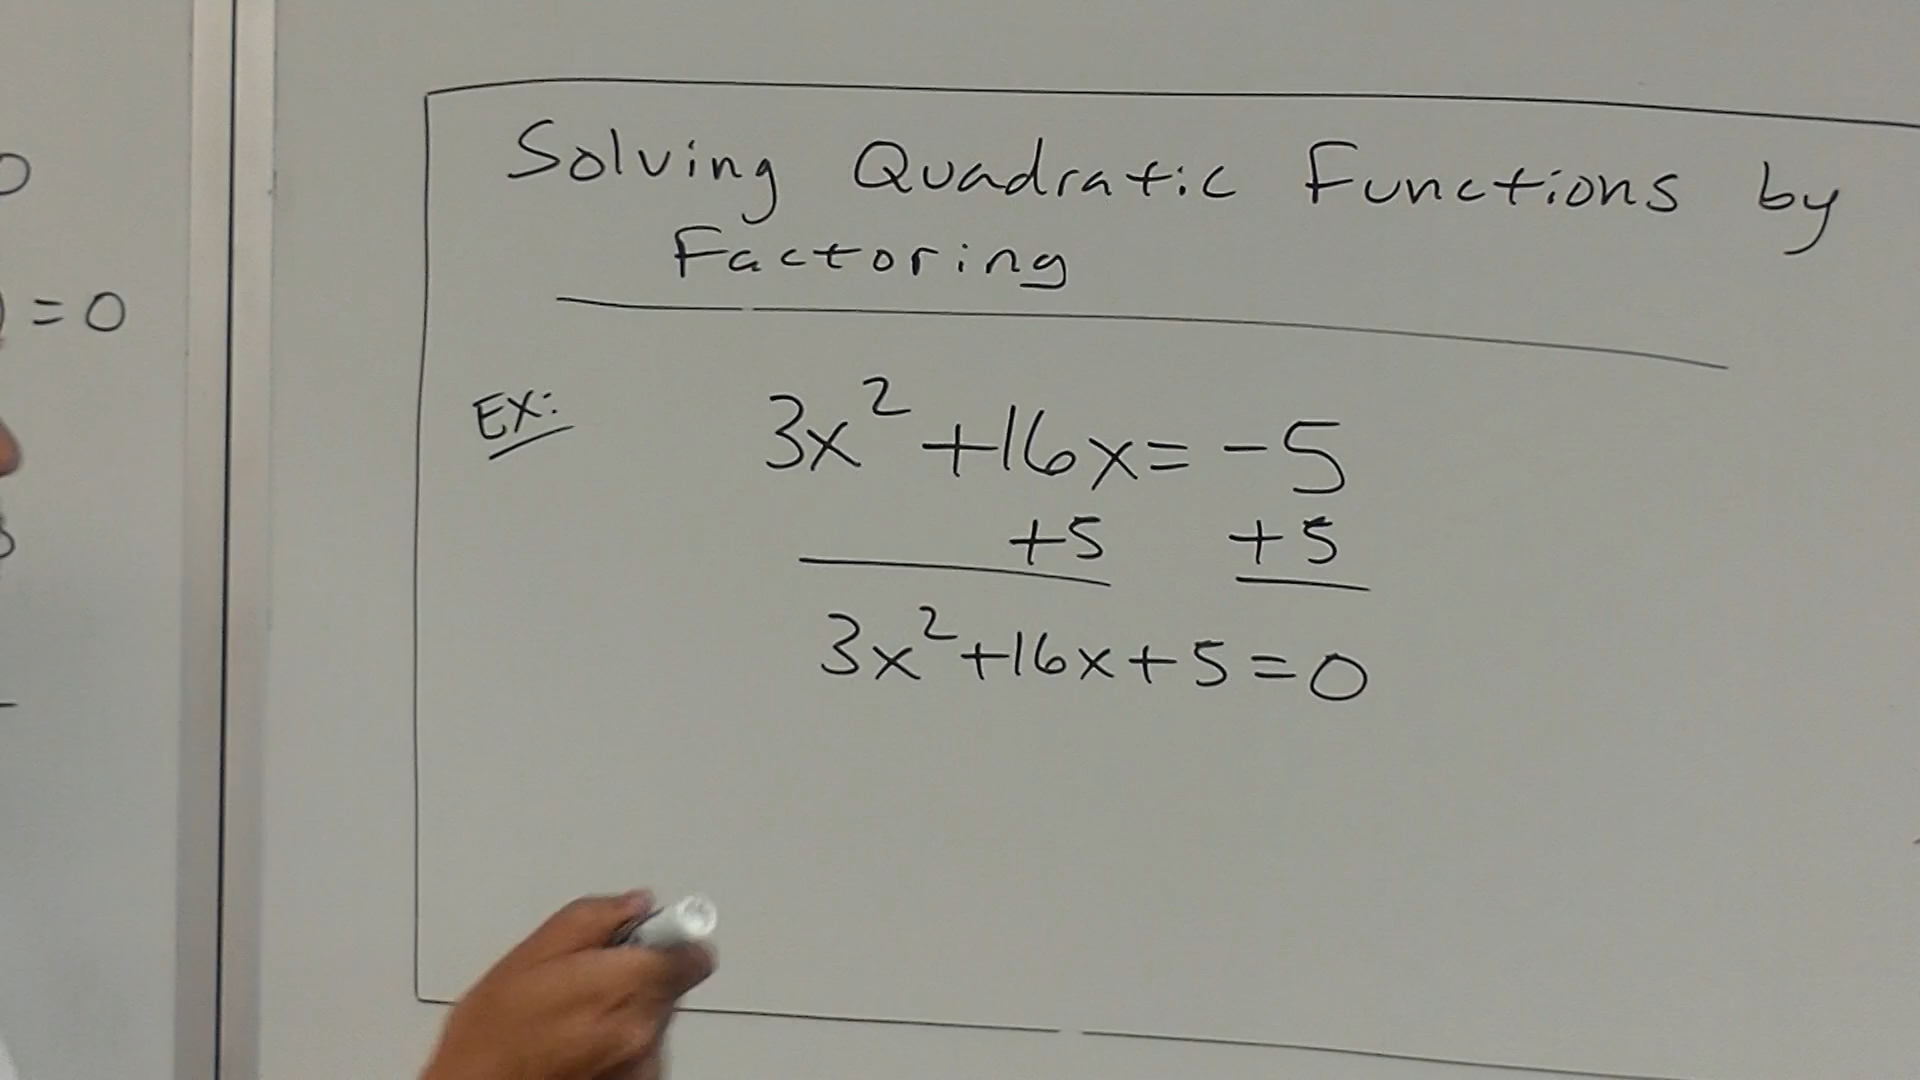 Solving Quadratic Functions by
Factoring
EX:
3x² +16x = -5
+5 +5
3x² +16x + 5 = 0
= 0